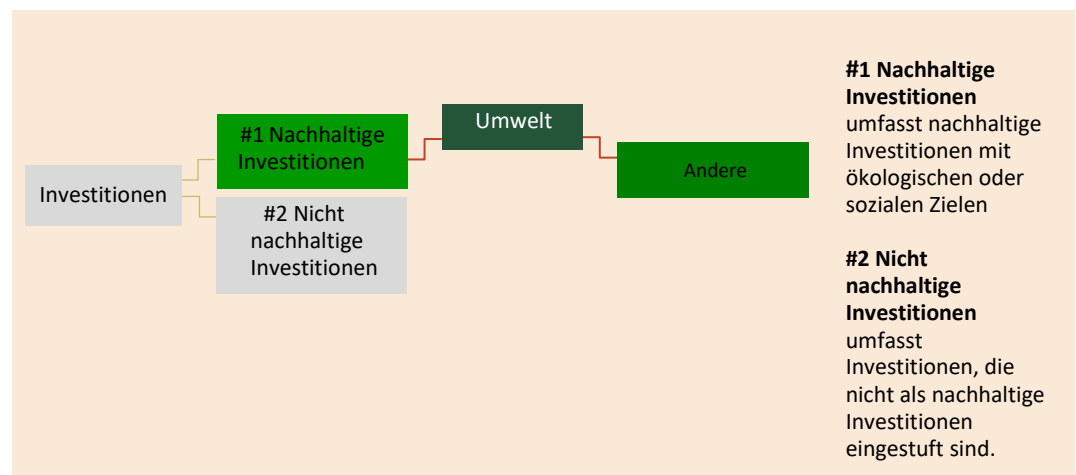 Investitionen
#1 Nachhaltige
Investitionen
#2 Nicht
nachhaltige
Investitionen
Umwelt
Andere
#1 Nachhaltige
Investitionen
umfasst nachhaltige
Investitionen mit
ökologischen oder
sozialen Zielen
#2 Nicht
nachhaltige
Investitionen
umfasst
Investitionen, die
nicht als nachhaltige
Investitionen
eingestuft sind.